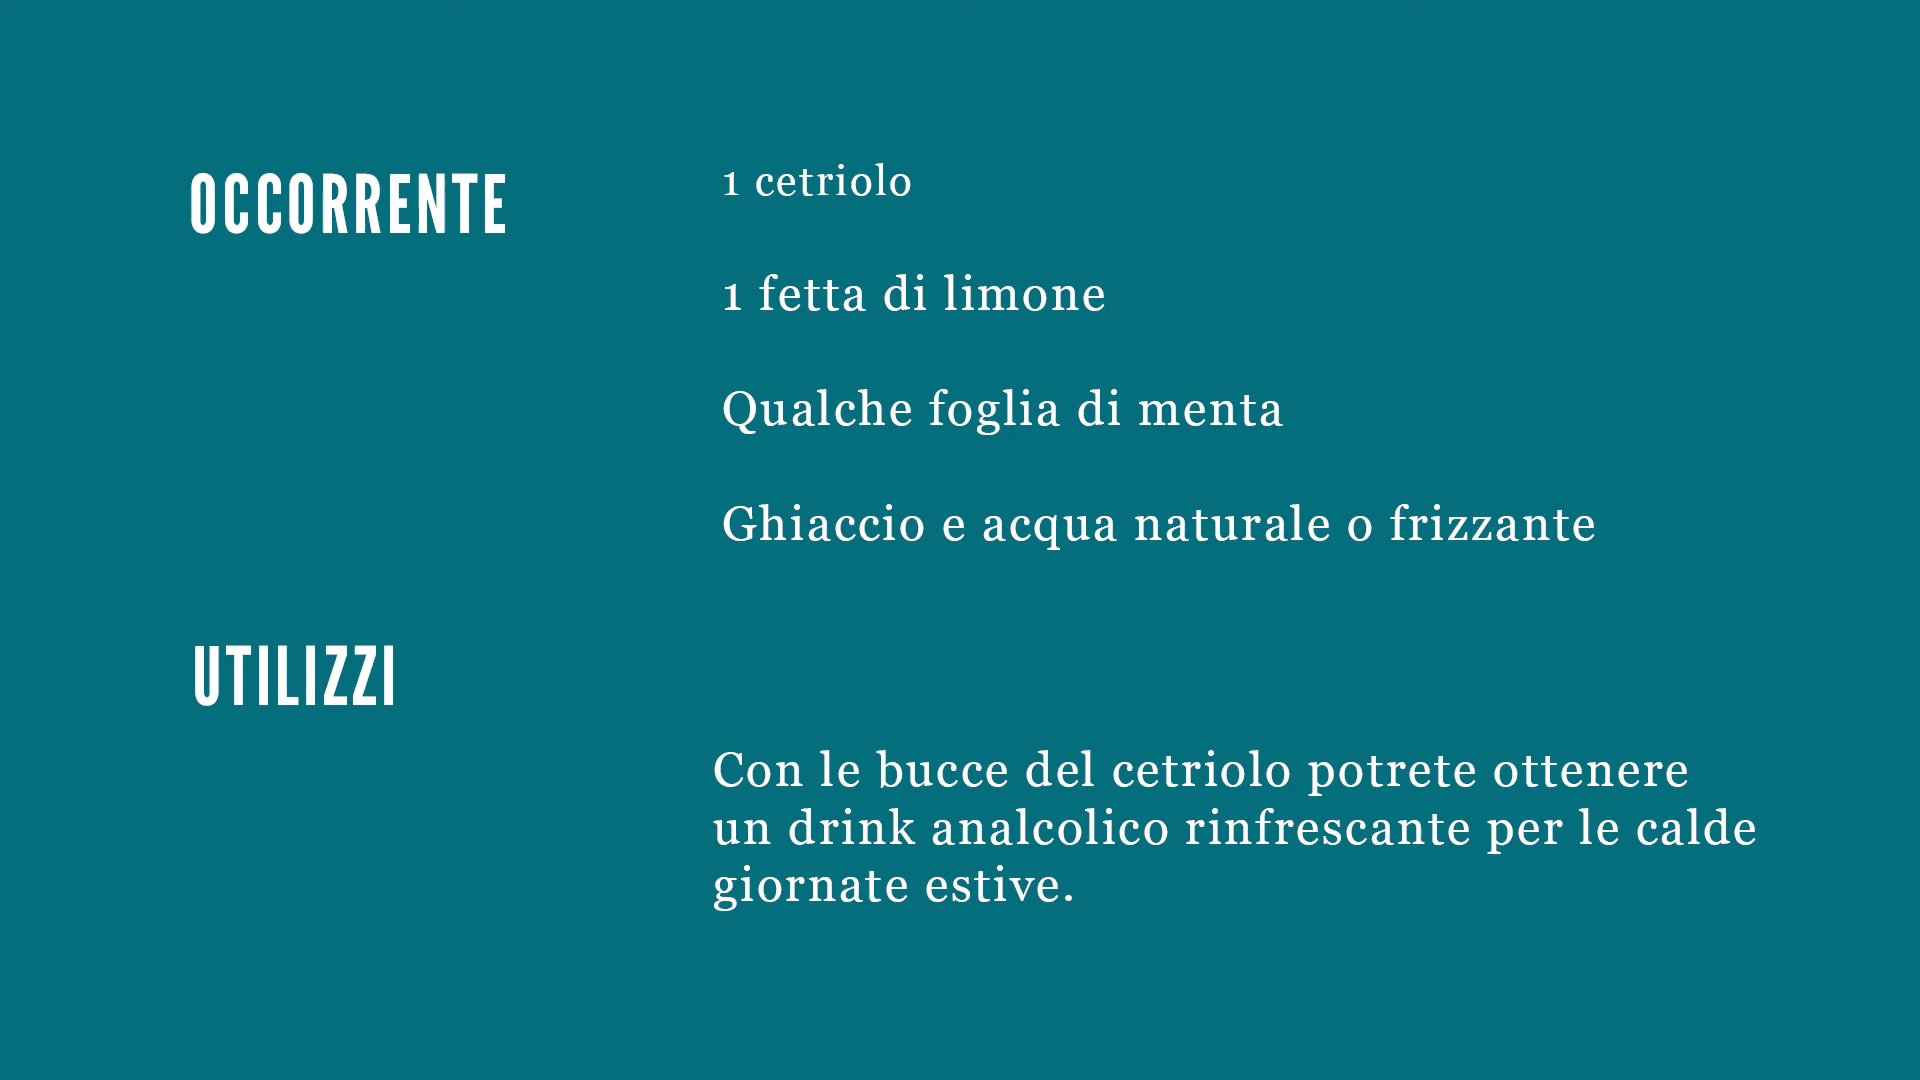 OCCORRENTE
1 cetriolo
1 fetta di limone
Qualche foglia di menta
Ghiaccio e acqua naturale o frizzante
UTILIZZI
Con le bucce del cetriolo potrete ottenere
un drink analcolico rinfrescante per le calde
giornate estive.